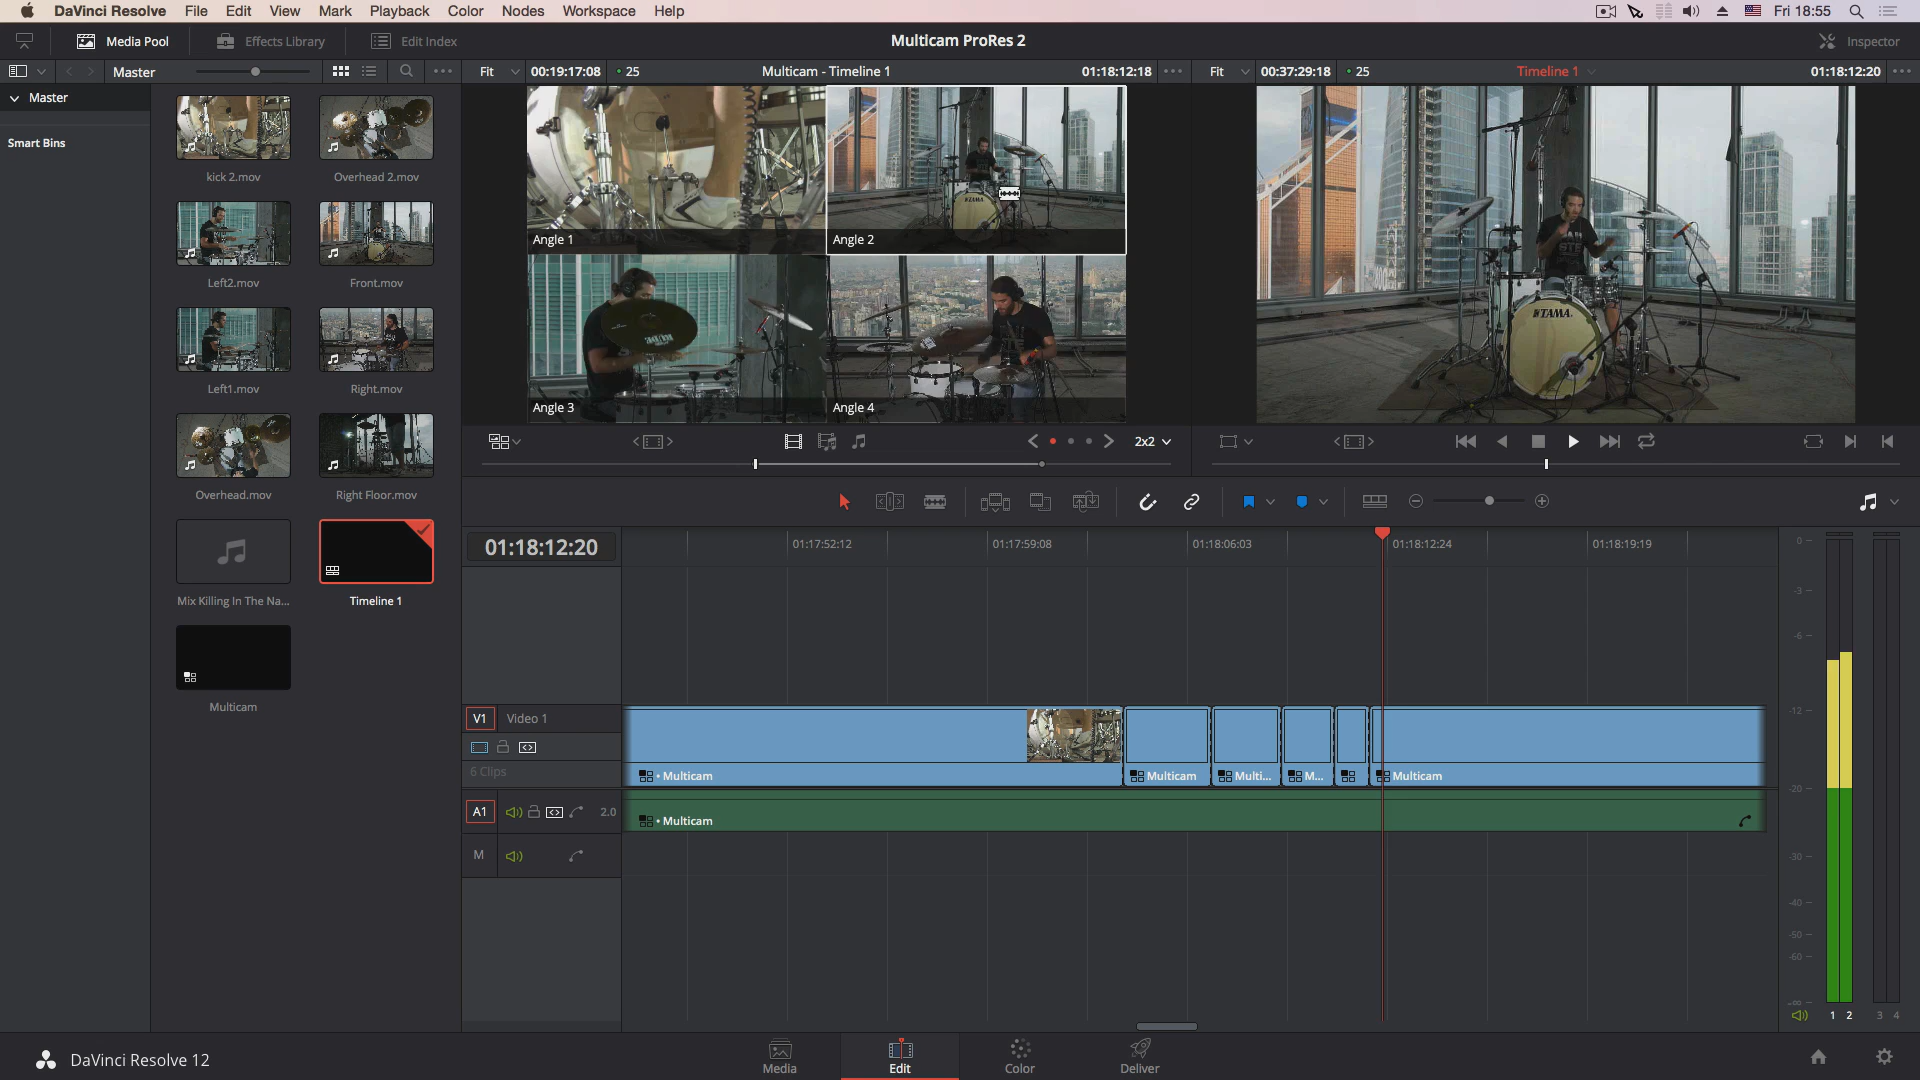 DaVinci Resolve File Edit View Mark Playback Color Nodes Workspace Help Fri 18:55
Media Pool Effects Library Edit Index Multicam ProRes 2 Inspector
Master Fit 00:19:17:08 25 Multicam - Timeline 1 01:18:12:18 Fit 00:37:29:18 25 Timeline 1 01:18:12:20
Master
Smart Bins
kick 2.mov Overhead 2.mov
Left2.mov Front.mov
Left1.mov Right.mov
Overhead.mov Right Floor.mov
Mix Killing In The Na... Timeline 1
Multicam
Angle 1 Angle 2
TAMA
Angle 3 Angle 4
TAMA
2x2
01:18:12:20 01:17:52:12 01:17:59:08 01:18:06:03 01:18:12:24 01:18:19:19
V1 Video 1
6 Clips
• Multicam Multicam Multi... M... Multicam
A1 2.0
• Multicam
M
0
-3
-6
-12
-20
-30
-40
-50
-60
-∞
1 2 3 4
DaVinci Resolve 12 Media Edit Color Deliver